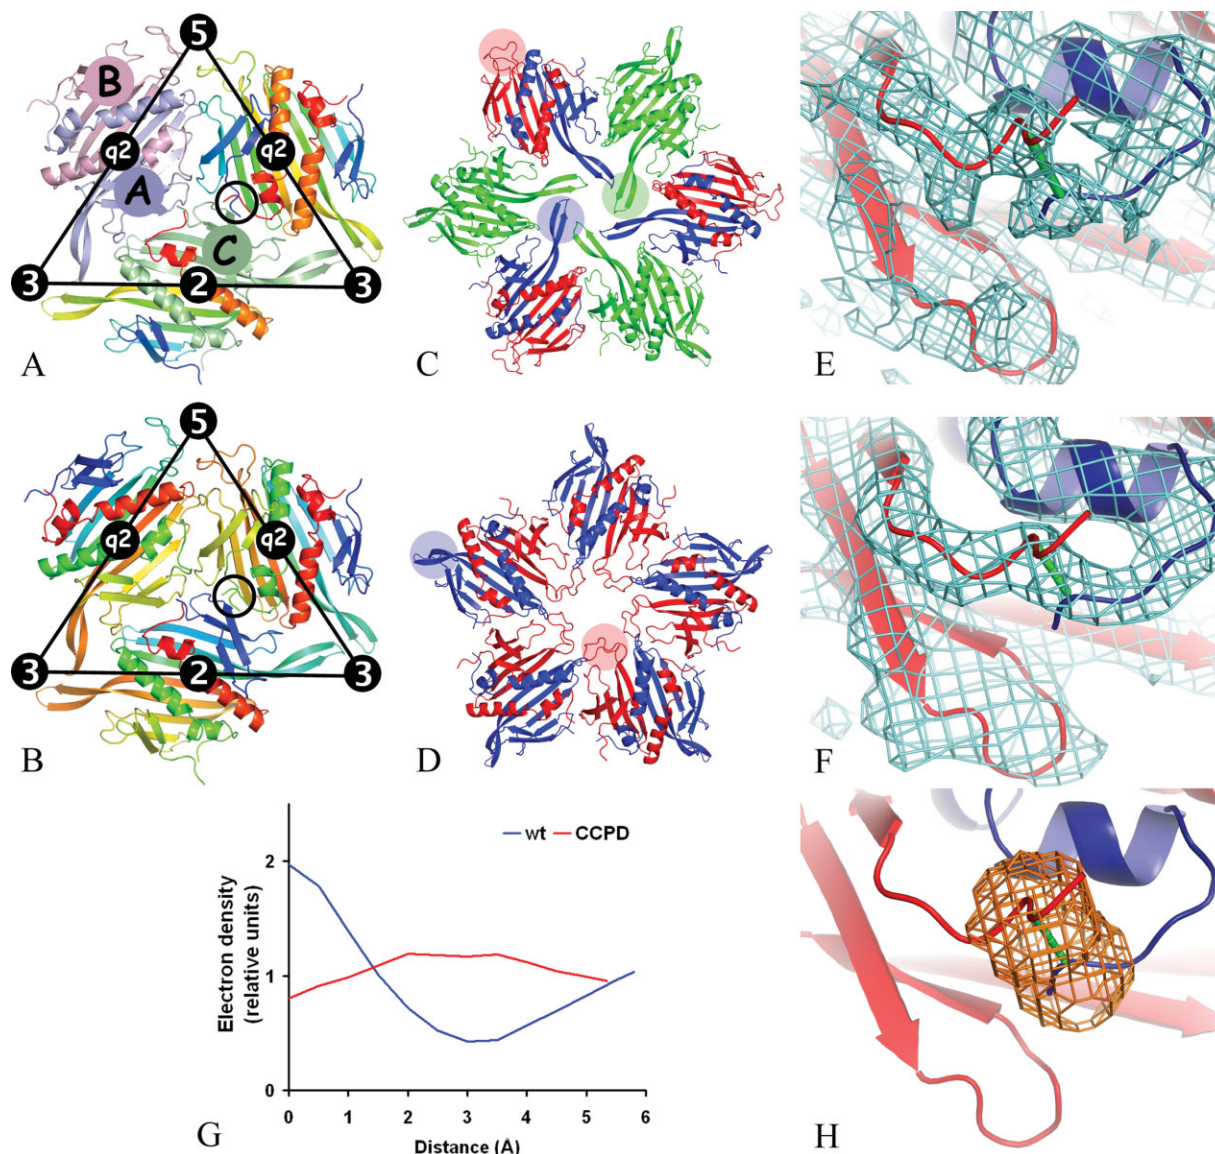 5
B
q2
q2
A
C
3
2
3
A
C
E
5
q2
q2
3
2
3
B
D
F
wt
CCPD
2
1
0
Electron density
(relative units)
0 1 2 3 4 5 6
Distance (A)
G
H